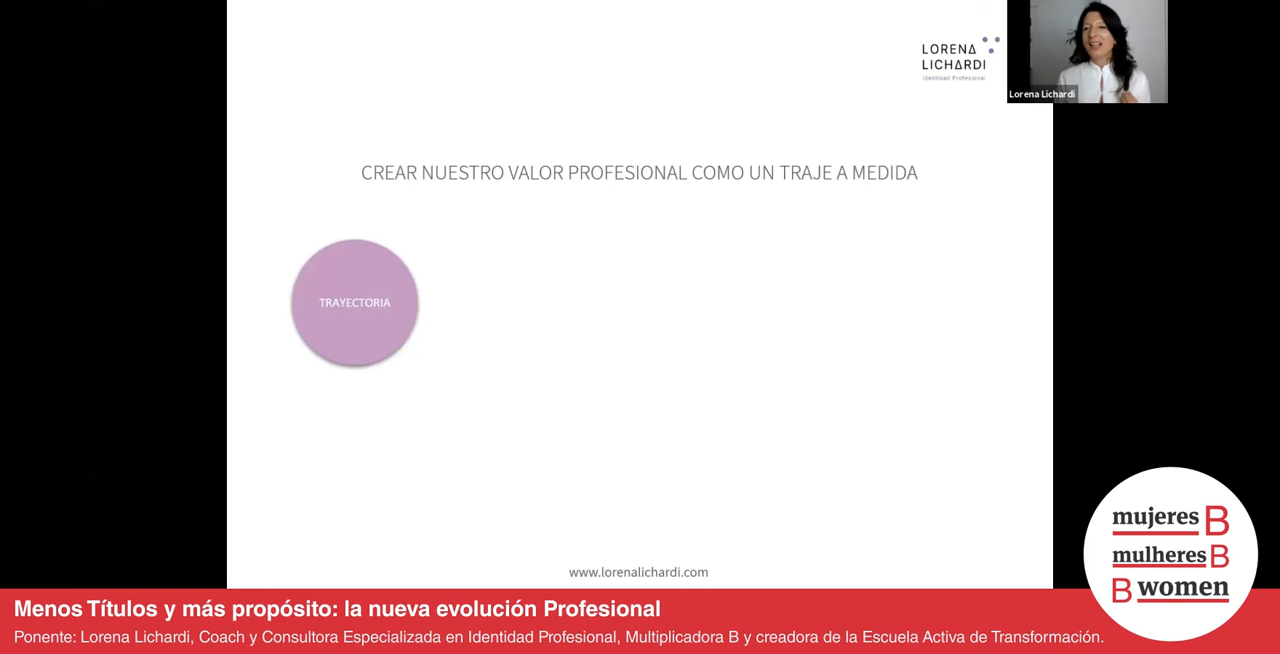 LORENA
LICHARDI
Identidad Profesional
Lorena Lichardi
CREAR NUESTRO VALOR PROFESIONAL COMO UN TRAJE A MEDIDA
TRAYECTORIA
www.lorenalichardi.com
mujeres B
mulheres B
B women
Menos Títulos y más propósito: la nueva evolución Profesional
Ponente: Lorena Lichardi, Coach y Consultora Especializada en Identidad Profesional, Multiplicadora B y creadora de la Escuela Activa de Transformación.